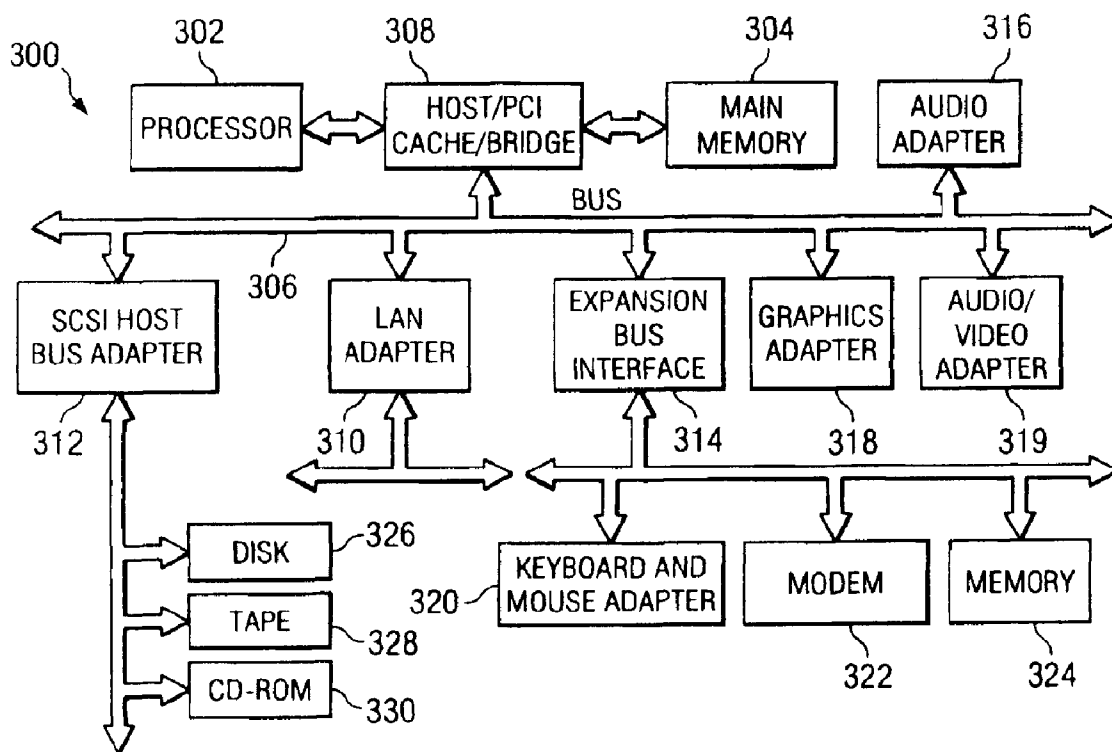 300
302
308
304
316
PROCESSOR
HOST/PCI
CACHE/BRIDGE
MAIN
MEMORY
AUDIO
ADAPTER
BUS
306
SCSI HOST
BUS ADAPTER
LAN
ADAPTER
EXPANSION
BUS
INTERFACE
GRAPHICS
ADAPTER
AUDIO/
VIDEO
ADAPTER
312
310
314
318
319
DISK
326
TAPE
328
CD-ROM
330
320
KEYBOARD AND
MOUSE ADAPTER
MODEM
MEMORY
322
324